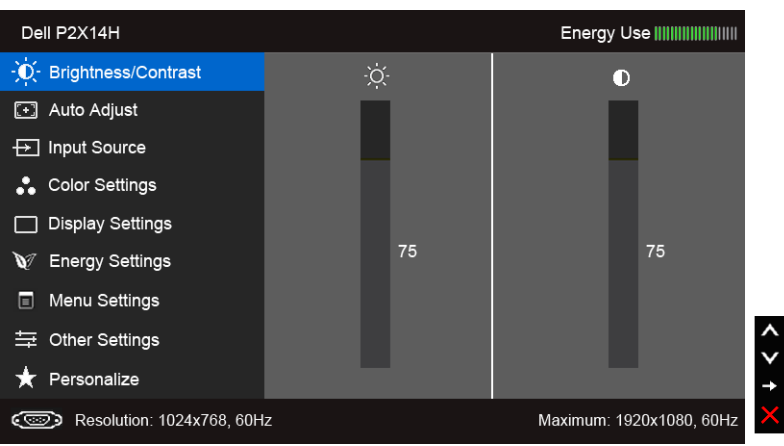 Dell P2X14H
Energy Use
Brightness/Contrast
Auto Adjust
Input Source
Color Settings
Display Settings
Energy Settings
Menu Settings
Other Settings
Personalize
75
75
Resolution: 1024x768, 60Hz
Maximum: 1920x1080, 60Hz